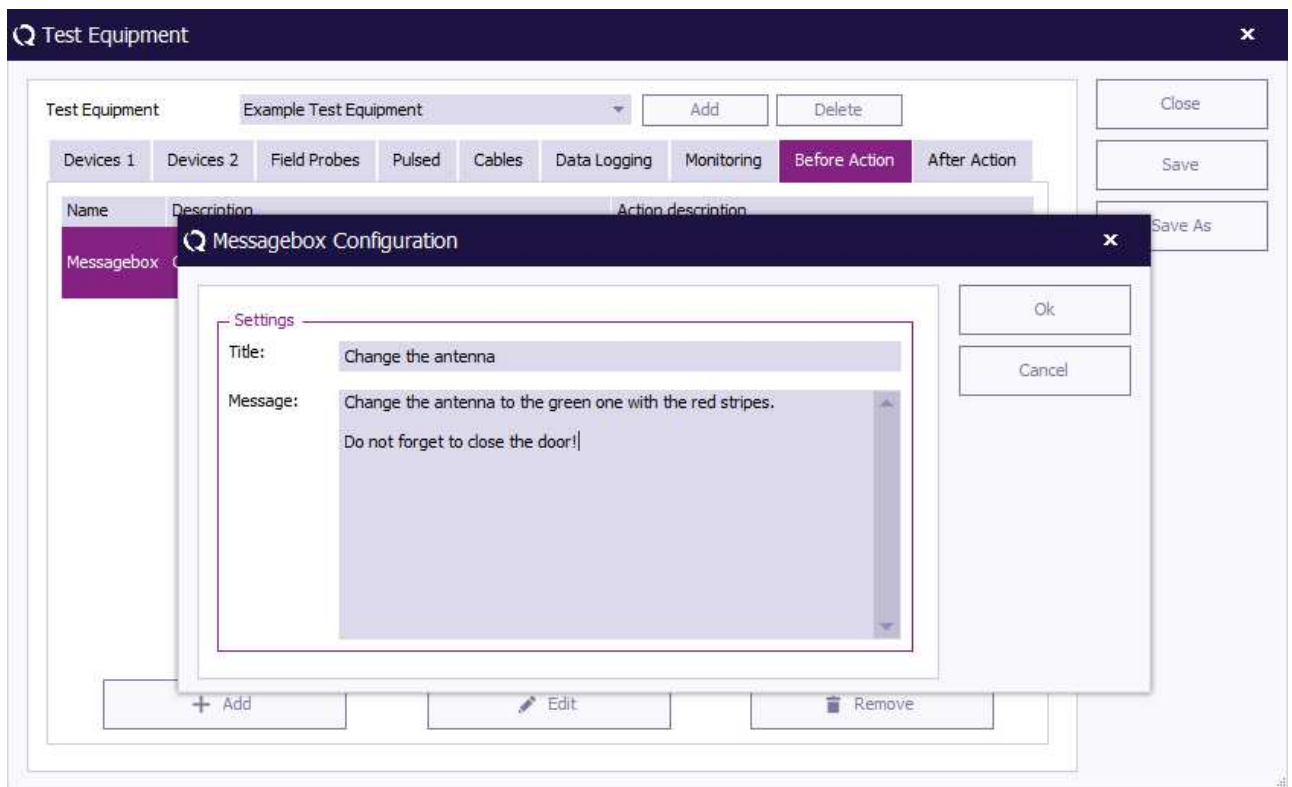 Test Equipment
Test Equipment Example Test Equipment Add Delete Close
Devices 1 Devices 2 Field Probes Pulsed Cables Data Logging Monitoring Before Action After Action Save
Name Description Action description Save As
Messagebox
Messagebox Configuration
Settings
Title: Change the antenna
Message: Change the antenna to the green one with the red stripes.
Do not forget to close the door!
Ok
Cancel
Add Edit Remove